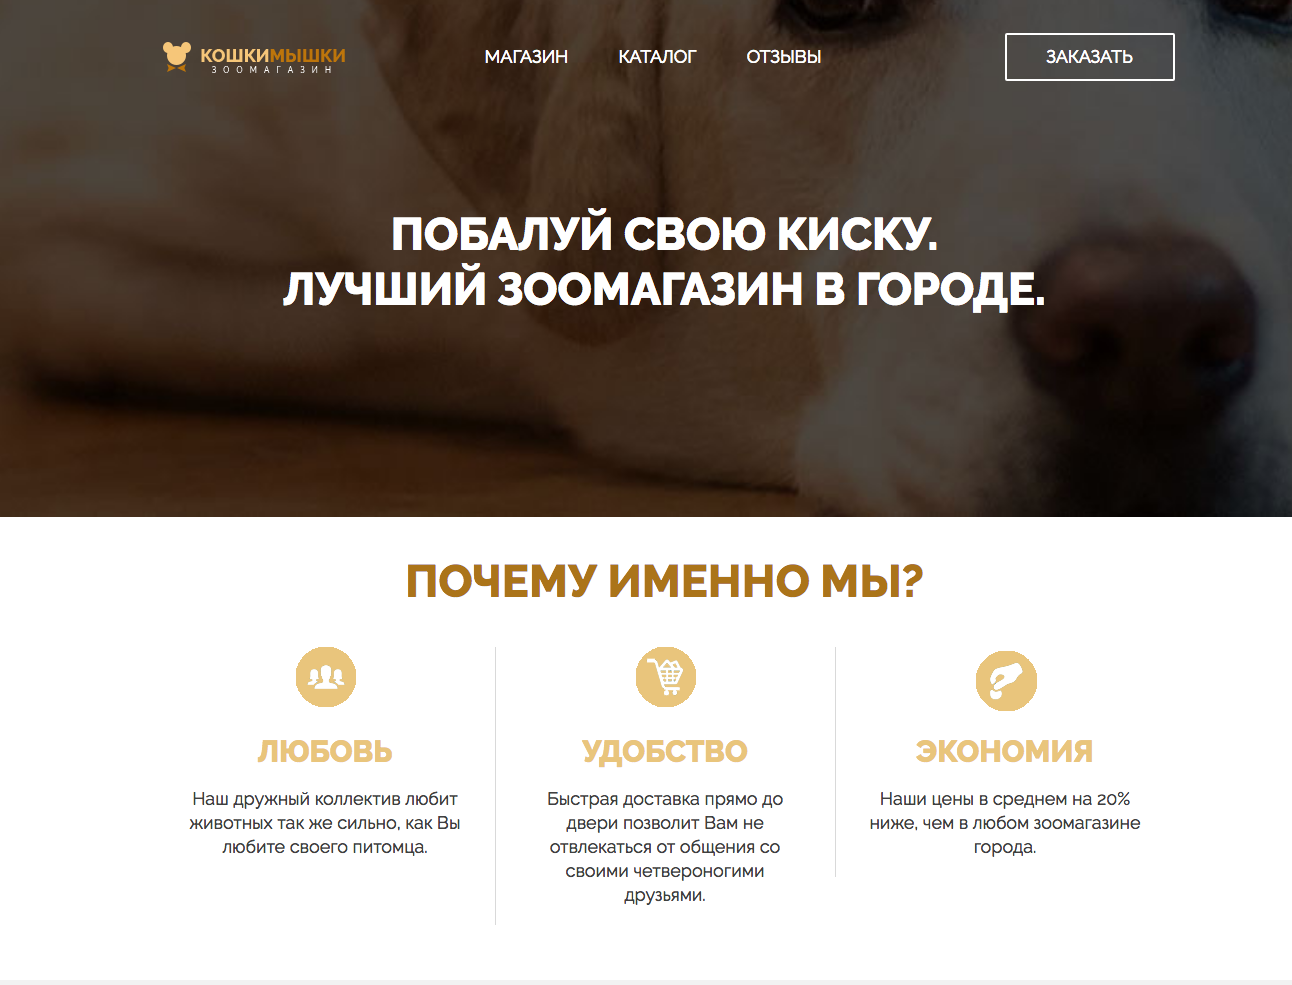 КОШКИМЫШКИ
ЗООМАГАЗИН
МАГАЗИН
КАТАЛОГ
ОТЗЫВЫ
ЗАКАЗАТЬ
ПОБАЛУЙ СВОЮ КИСКУ.
ЛУЧШИЙ ЗООМАГАЗИН В ГОРОДЕ.
ПОЧЕМУ ИМЕННО МЫ?
ЛЮБОВЬ
Наш дружный коллектив любит
животных так же сильно, как Вы
любите своего питомца.
УДОБСТВО
Быстрая доставка прямо до
двери позволит Вам не
отвлекаться от общения со
своими четвероногими
друзьями.
ЭКОНОМИЯ
Наши цены в среднем на 20%
ниже, чем в любом зоомагазине
города.